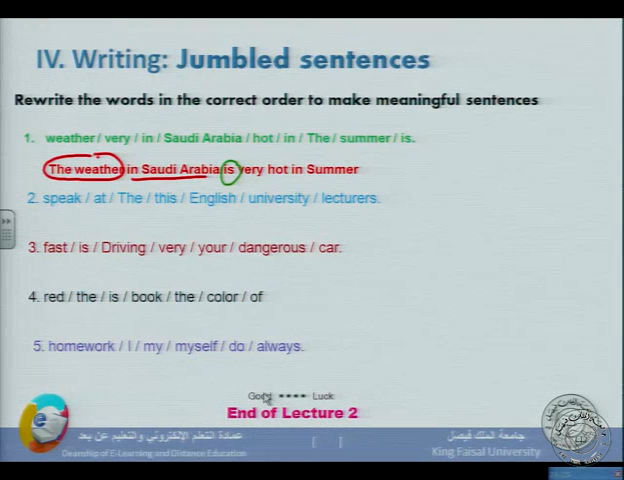 IV. Writing: Jumbled sentences
Rewrite the words in the correct order to make meaningful sentences
1. weather / very / in / Saudi Arabia / hot / in / The / summer / is.
The weather in Saudi Arabia is very hot in Summer
2. speak / at / The / this / English / university / lecturers.
3. fast / is / Driving / very / your / dangerous / car.
4. red / the / is / book / the / color / of
5. homework / I / my / myself / do / always.
Good •••• Luck
End of Lecture 2
عمادة التعلم الإلكتروني والتعليم عن بعد
Deanship of E-Learning and Distance Education
[ ]
جامعة الملك فيصل
King Faisal University